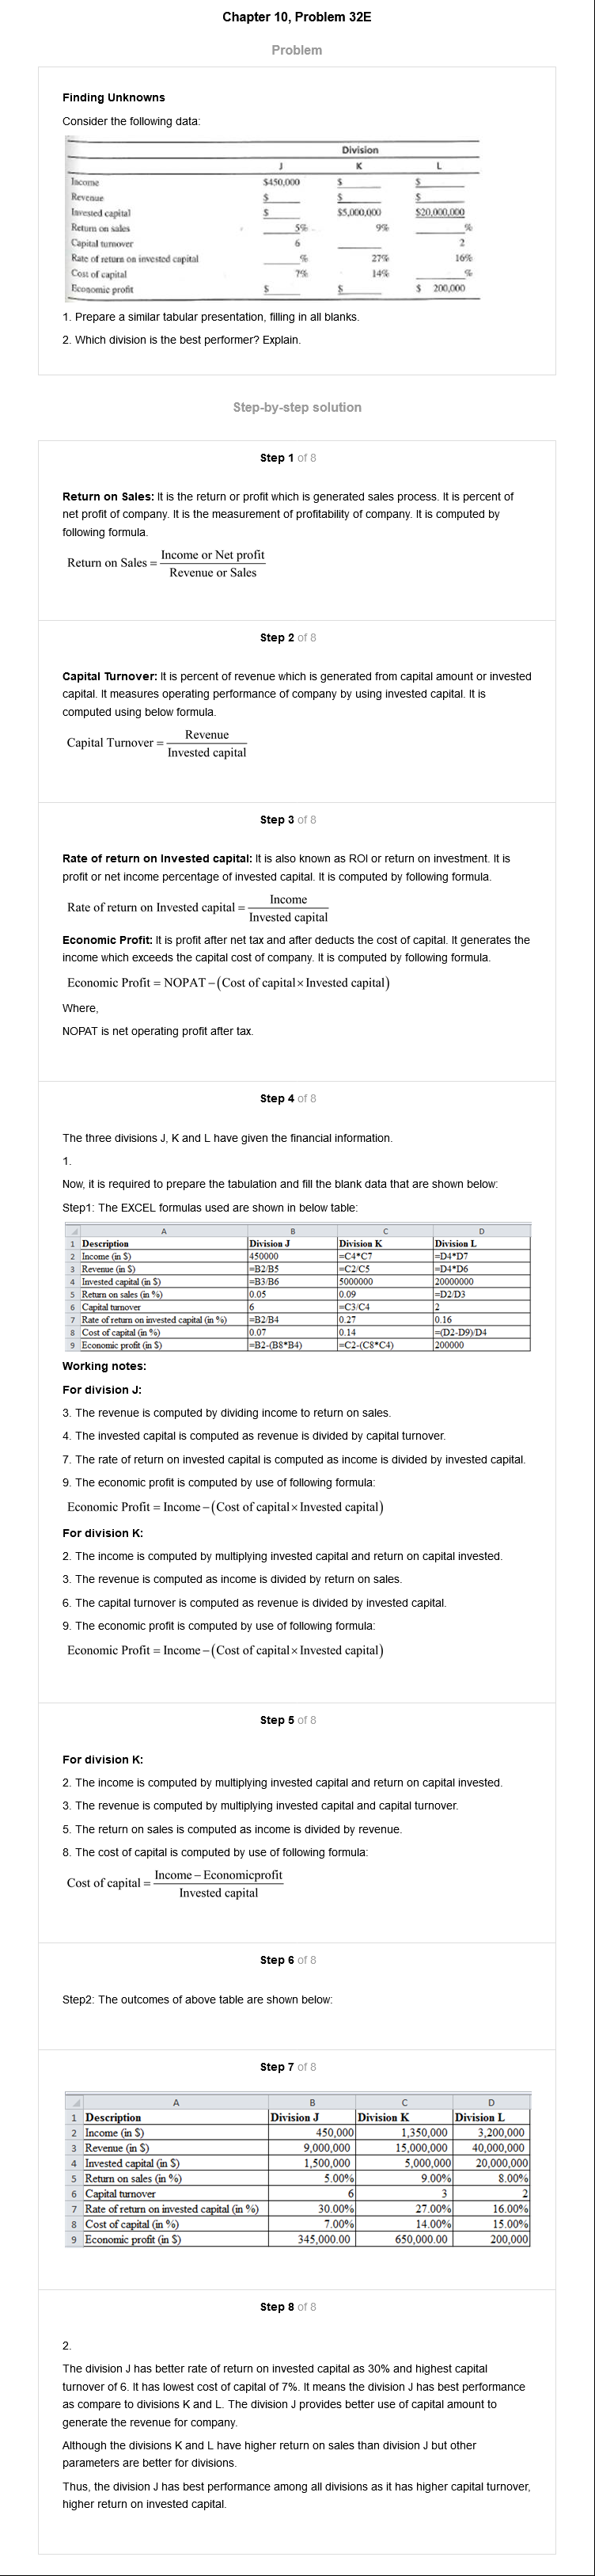 Chapter 10, Problem 32E
Problem
Finding Unknowns
Consider the following data:
Division
J K L
Income $450,000 $ $
Revenue $ $ $
Invested capital $ $5,000,000 $20,000,000
Return on sales 5% 9% %
Capital turnover 6 2
Rate of return on invested capital % 27% 16%
Cost of capital 7% 14% %
Economic profit $ $ $ 200,000
1. Prepare a similar tabular presentation, filling in all blanks.
2. Which division is the best performer? Explain.
Step-by-step solution
Step 1 of 8
Return on Sales: It is the return or profit which is generated sales process. It is percent of
net profit of company. It is the measurement of profitability of company. It is computed by
following formula.
Return on Sales = Income or Net profit
Revenue or Sales
Step 2 of 8
Capital Turnover: It is percent of revenue which is generated from capital amount or invested
capital. It measures operating performance of company by using invested capital. It is
computed using below formula.
Capital Turnover = Revenue
Invested capital
Step 3 of 8
Rate of return on Invested capital: It is also known as ROI or return on investment. It is
profit or net income percentage of invested capital. It is computed by following formula.
Rate of return on Invested capital = Income
Invested capital
Economic Profit: It is profit after net tax and after deducts the cost of capital. It generates the
income which exceeds the capital cost of company. It is computed by following formula.
Economic Profit = NOPAT – (Cost of capital × Invested capital)
Where,
NOPAT is net operating profit after tax.
Step 4 of 8
The three divisions J, K and L have given the financial information.
1.
Now, it is required to prepare the tabulation and fill the blank data that are shown below:
Step1: The EXCEL formulas used are shown in below table:
A B C D
1 Description Division J Division K Division L
2 Income (in $) 450000 =C4*C7 =D4*D7
3 Revenue (in $) =B2/B5 =C2/C5 =D4*D6
4 Invested capital (in $) =B3/B6 5000000 20000000
5 Return on sales (in %) 0.05 0.09 =D2/D3
6 Capital turnover 6 =C3/C4 2
7 Rate of return on invested capital (in %) =B2/B4 0.27 0.16
8 Cost of capital (in %) 0.07 0.14 =(D2-D9)/D4
9 Economic profit (in $) =B2-(B8*B4) =C2-(C8*C4) 200000
Working notes:
For division J:
3. The revenue is computed by dividing income to return on sales.
4. The invested capital is computed as revenue is divided by capital turnover.
7. The rate of return on invested capital is computed as income is divided by invested capital.
9. The economic profit is computed by use of following formula:
Economic Profit = Income – (Cost of capital × Invested capital)
For division K:
2. The income is computed by multiplying invested capital and return on capital invested.
3. The revenue is computed as income is divided by return on sales.
6. The capital turnover is computed as revenue is divided by invested capital.
9. The economic profit is computed by use of following formula:
Economic Profit = Income – (Cost of capital × Invested capital)
Step 5 of 8
For division K:
2. The income is computed by multiplying invested capital and return on capital invested.
3. The revenue is computed by multiplying invested capital and capital turnover.
5. The return on sales is computed as income is divided by revenue.
8. The cost of capital is computed by use of following formula:
Cost of capital = Income – Economicprofit
Invested capital
Step 6 of 8
Step2: The outcomes of above table are shown below:
Step 7 of 8
A B C D
1 Description Division J Division K Division L
2 Income (in $) 450,000 1,350,000 3,200,000
3 Revenue (in $) 9,000,000 15,000,000 40,000,000
4 Invested capital (in $) 1,500,000 5,000,000 20,000,000
5 Return on sales (in %) 5.00% 9.00% 8.00%
6 Capital turnover 6 3 2
7 Rate of return on invested capital (in %) 30.00% 27.00% 16.00%
8 Cost of capital (in %) 7.00% 14.00% 15.00%
9 Economic profit (in $) 345,000.00 650,000.00 200,000
Step 8 of 8
2.
The division J has better rate of return on invested capital as 30% and highest capital
turnover of 6. It has lowest cost of capital of 7%. It means the division J has best performance
as compare to divisions K and L. The division J provides better use of capital amount to
generate the revenue for company.
Although the divisions K and L have higher return on sales than division J but other
parameters are better for divisions.
Thus, the division J has best performance among all divisions as it has higher capital turnover,
higher return on invested capital.